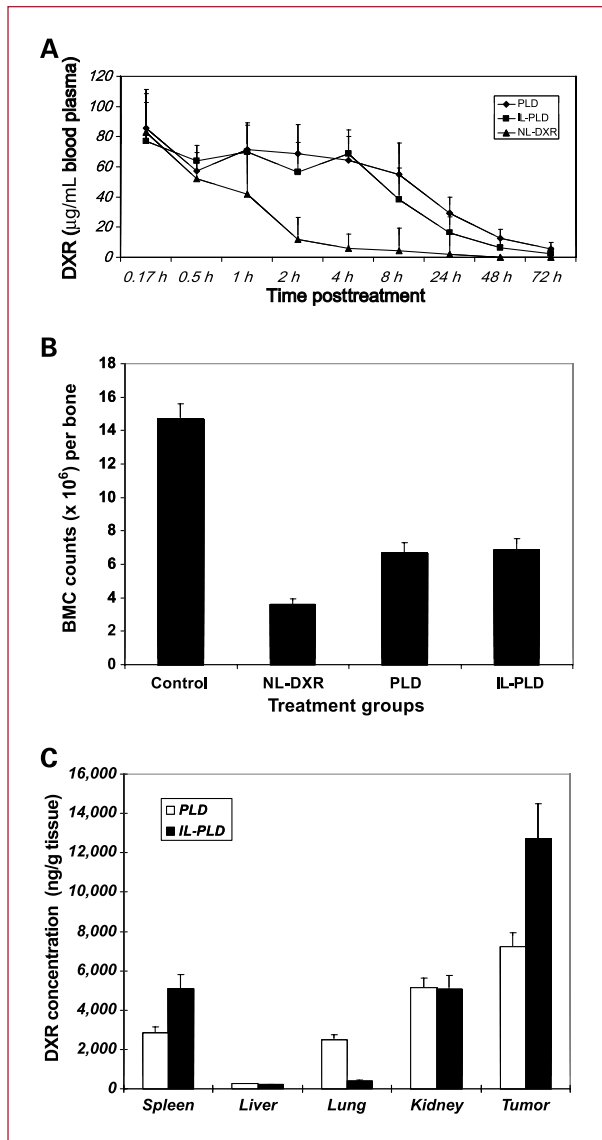 A
DXR (µg/mL blood plasma)
120
100
80
60
40
20
0
PLD
IL-PLD
NL-DXR
0.17 h 0.5 h 1 h 2 h 4 h 8 h 24 h 48 h 72 h
Time posttreatment
B
BMC counts (x 10⁶) per bone
18
16
14
12
10
8
6
4
2
0
Control NL-DXR PLD IL-PLD
Treatment groups
C
DXR concentration (ng/g tissue)
16,000
14,000
12,000
10,000
8,000
6,000
4,000
2,000
0
PLD
IL-PLD
Spleen Liver Lung Kidney Tumor